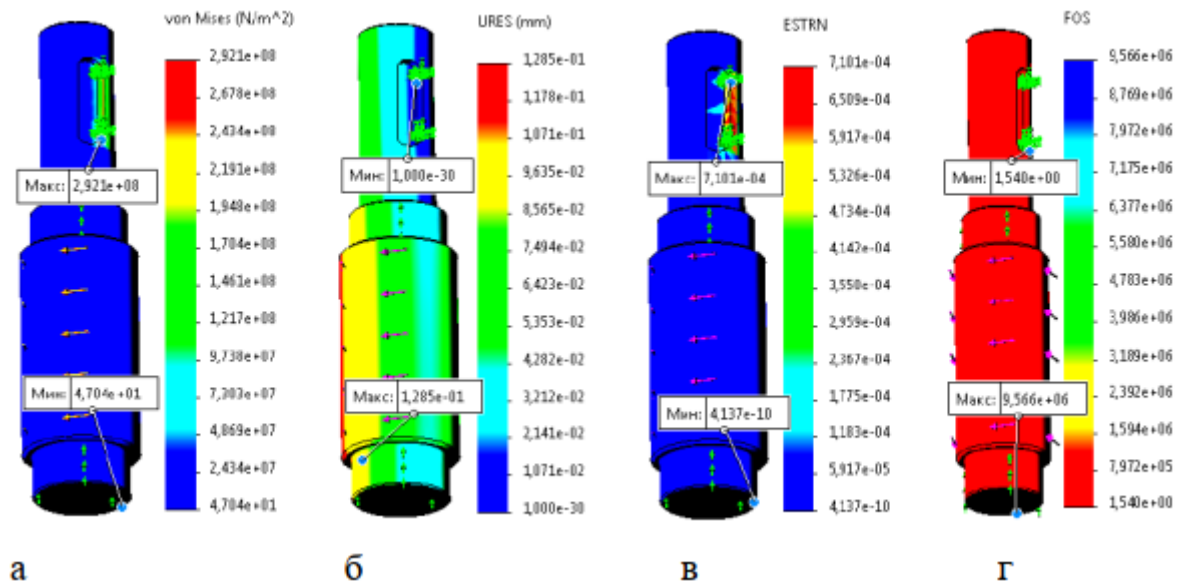 von Mises (N/m^2)
2,921e+08
2,678e+08
2,434e+08
2,191e+08
1,948e+08
1,704e+08
1,461e+08
1,217e+08
9,738e+07
7,303e+07
4,869e+07
2,434e+07
4,704e+01
Макс: 2,921e+08
Мин: 4,704e+01
а
URES (mm)
1,285e-01
1,178e-01
1,071e-01
9,635e-02
8,565e-02
7,494e-02
6,423e-02
5,353e-02
4,282e-02
3,212e-02
2,141e-02
1,071e-02
1,000e-30
Мин: 1,000e-30
Макс: 1,285e-01
б
ESTRN
7,101e-04
6,509e-04
5,917e-04
5,326e-04
4,734e-04
4,142e-04
3,550e-04
2,959e-04
2,367e-04
1,775e-04
1,183e-04
5,917e-05
4,137e-10
Макс: 7,101e-04
Мин: 4,137e-10
в
FOS
9,566e+06
8,769e+06
7,972e+06
7,175e+06
6,377e+06
5,580e+06
4,783e+06
3,986e+06
3,189e+06
2,392e+06
1,594e+06
7,972e+05
1,540e+00
Мин: 1,540e+00
Макс: 9,566e+06
г